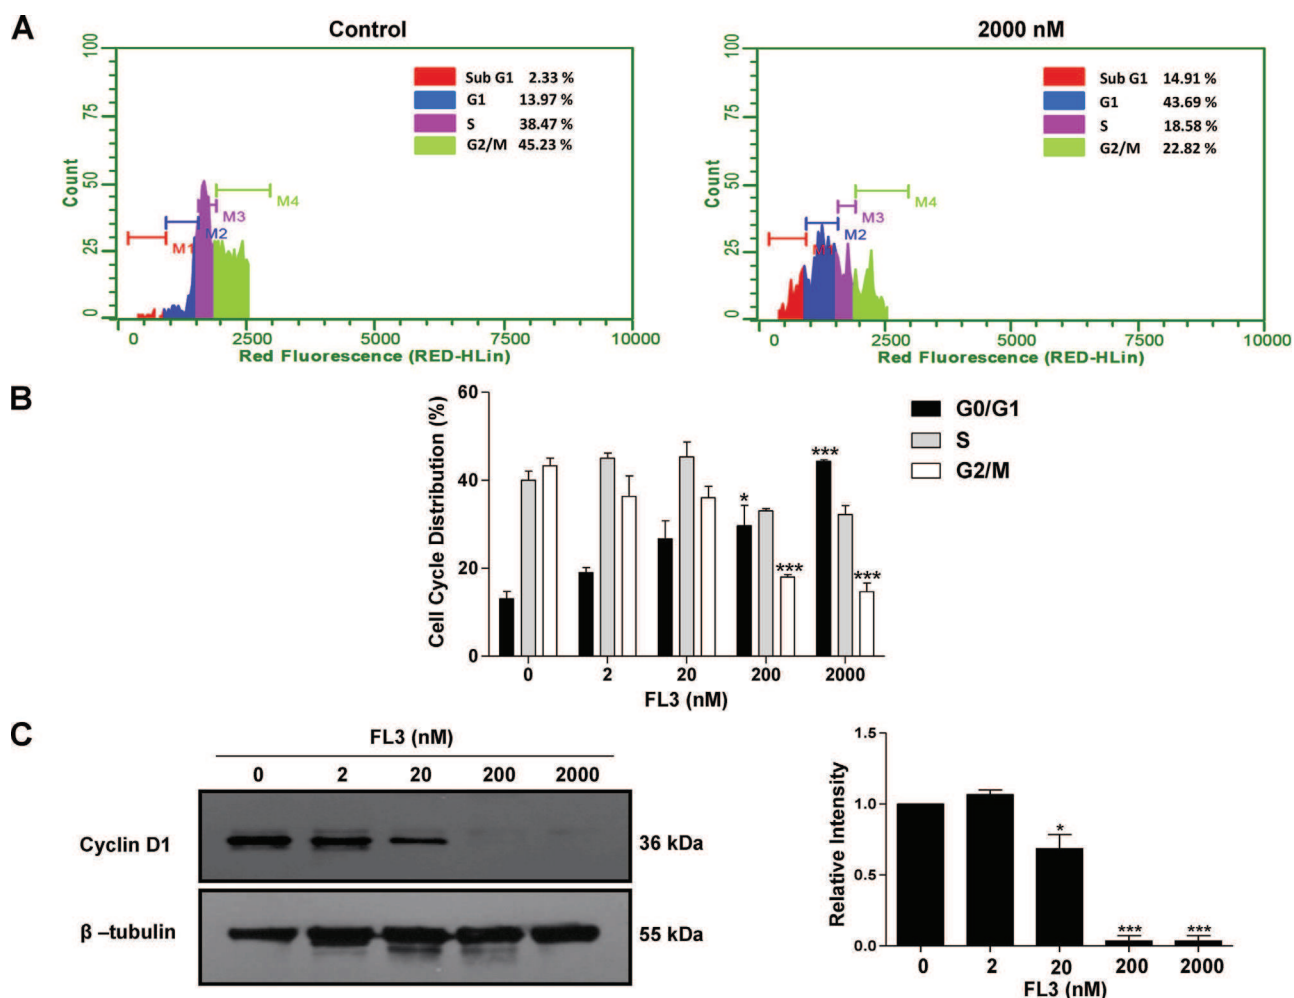 A
Control
100
75
50
25
0
Count
Sub G1 2.33 %
G1 13.97 %
S 38.47 %
G2/M 45.23 %
M1
M2
M3
M4
0 2500 5000 7500 10000
Red Fluorescence (RED-HLin)
2000 nM
100
75
50
25
0
Count
Sub G1 14.91 %
G1 43.69 %
S 18.58 %
G2/M 22.82 %
M1
M2
M3
M4
0 2500 5000 7500 10000
Red Fluorescence (RED-HLin)
B
Cell Cycle Distribution (%)
60
40
20
0
*
***
***
***
G0/G1
S
G2/M
0 2 20 200 2000
FL3 (nM)
C
FL3 (nM)
0 2 20 200 2000
Cyclin D1 36 kDa
β –tubulin 55 kDa
Relative Intensity
1.5
1.0
0.5
0.0
*
***
***
0 2 20 200 2000
FL3 (nM)